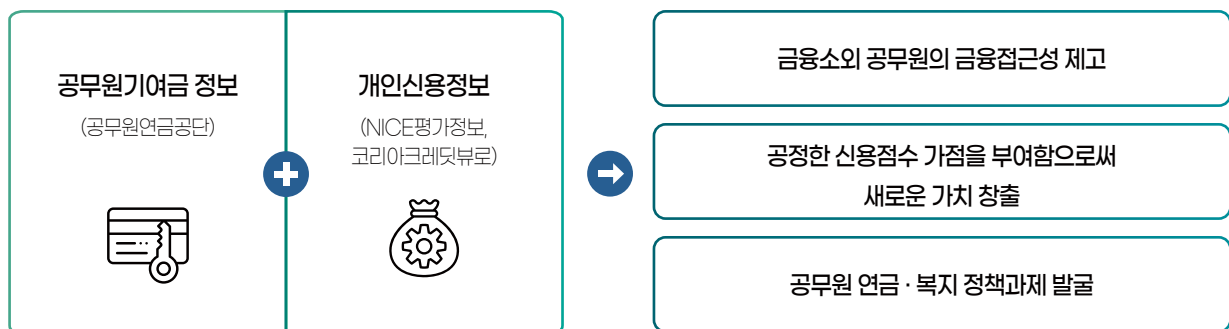 공무원기여금 정보
(공무원연금공단)
개인신용정보
(NICE평가정보,
코리아크레딧뷰로)
금융소외 공무원의 금융접근성 제고
공정한 신용점수 가점을 부여함으로써
새로운 가치 창출
공무원 연금 · 복지 정책과제 발굴